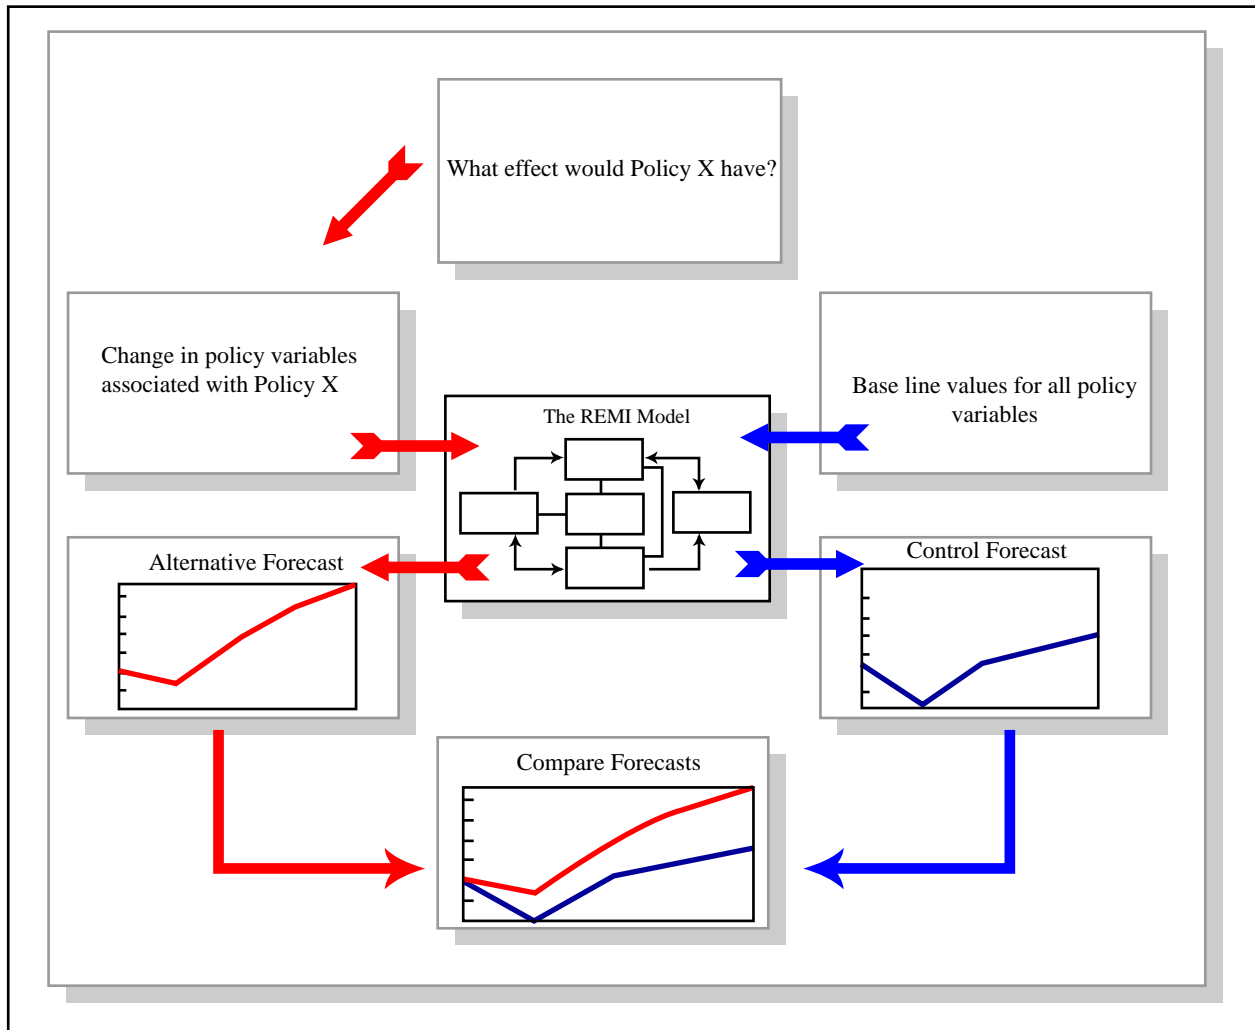 What effect would Policy X have?
Change in policy variables
associated with Policy X
Base line values for all policy
variables
The REMI Model
Alternative Forecast
Control Forecast
Compare Forecasts